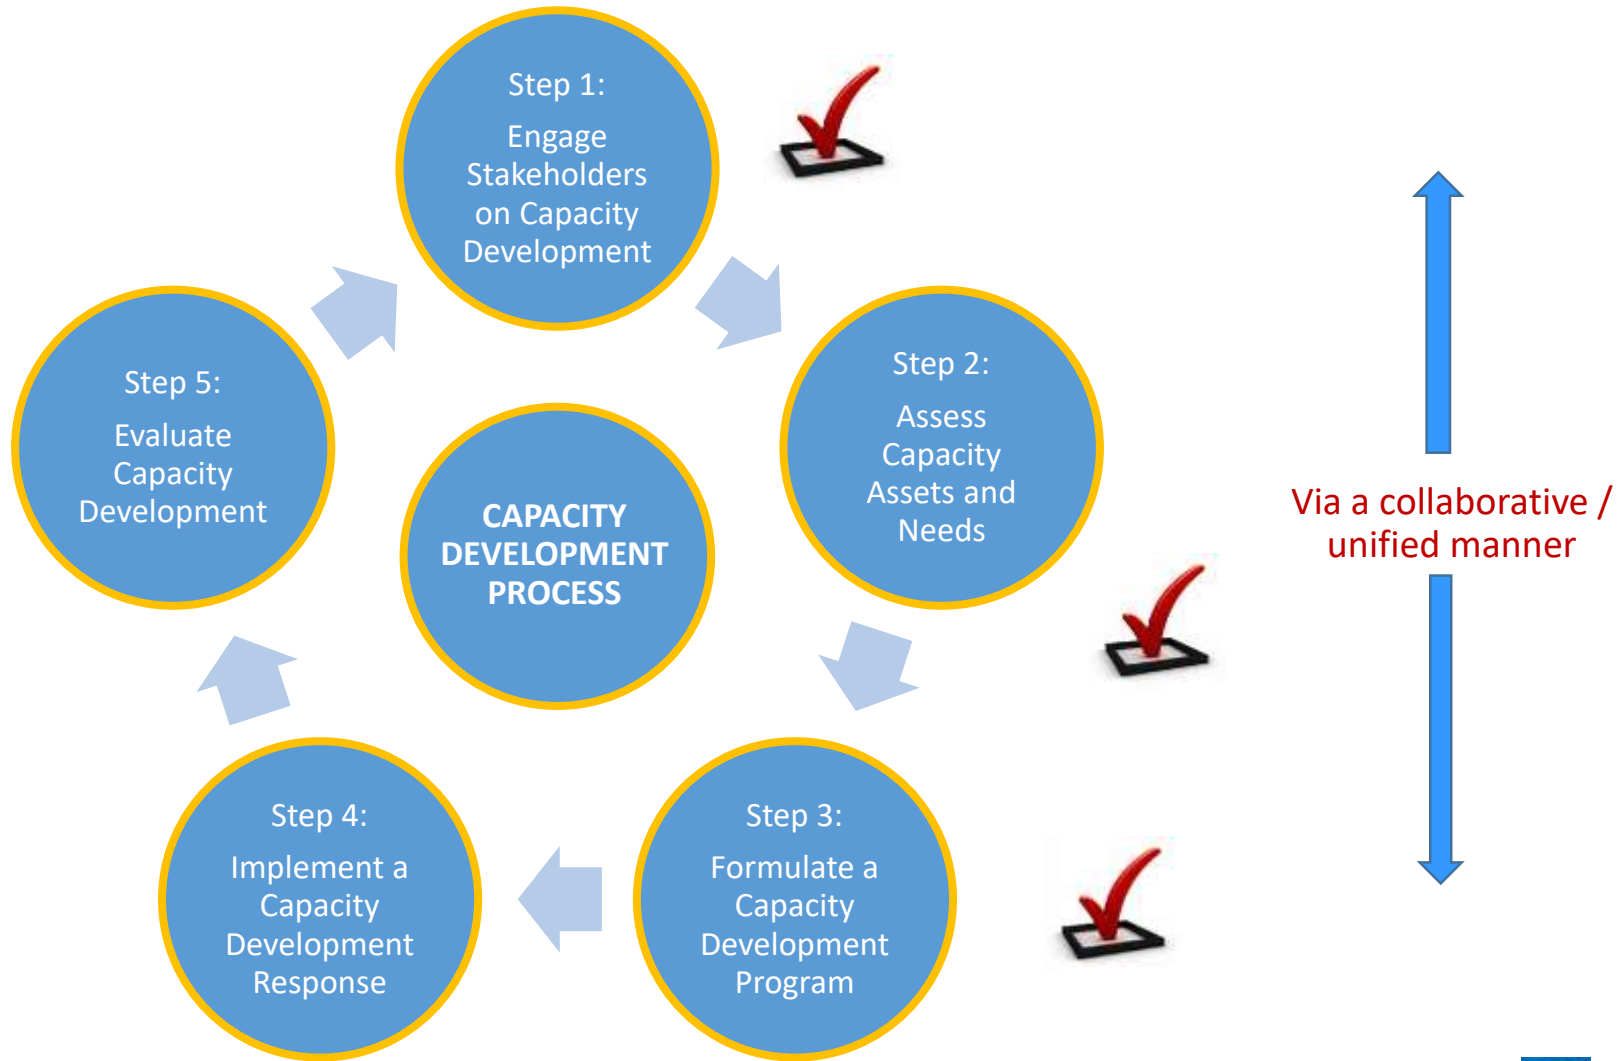 Step 1:
Engage
Stakeholders
on Capacity
Development
Step 2:
Assess
Capacity
Assets and
Needs
Step 3:
Formulate a
Capacity
Development
Program
Step 4:
Implement a
Capacity
Development
Response
Step 5:
Evaluate
Capacity
Development
CAPACITY
DEVELOPMENT
PROCESS
Via a collaborative /
unified manner